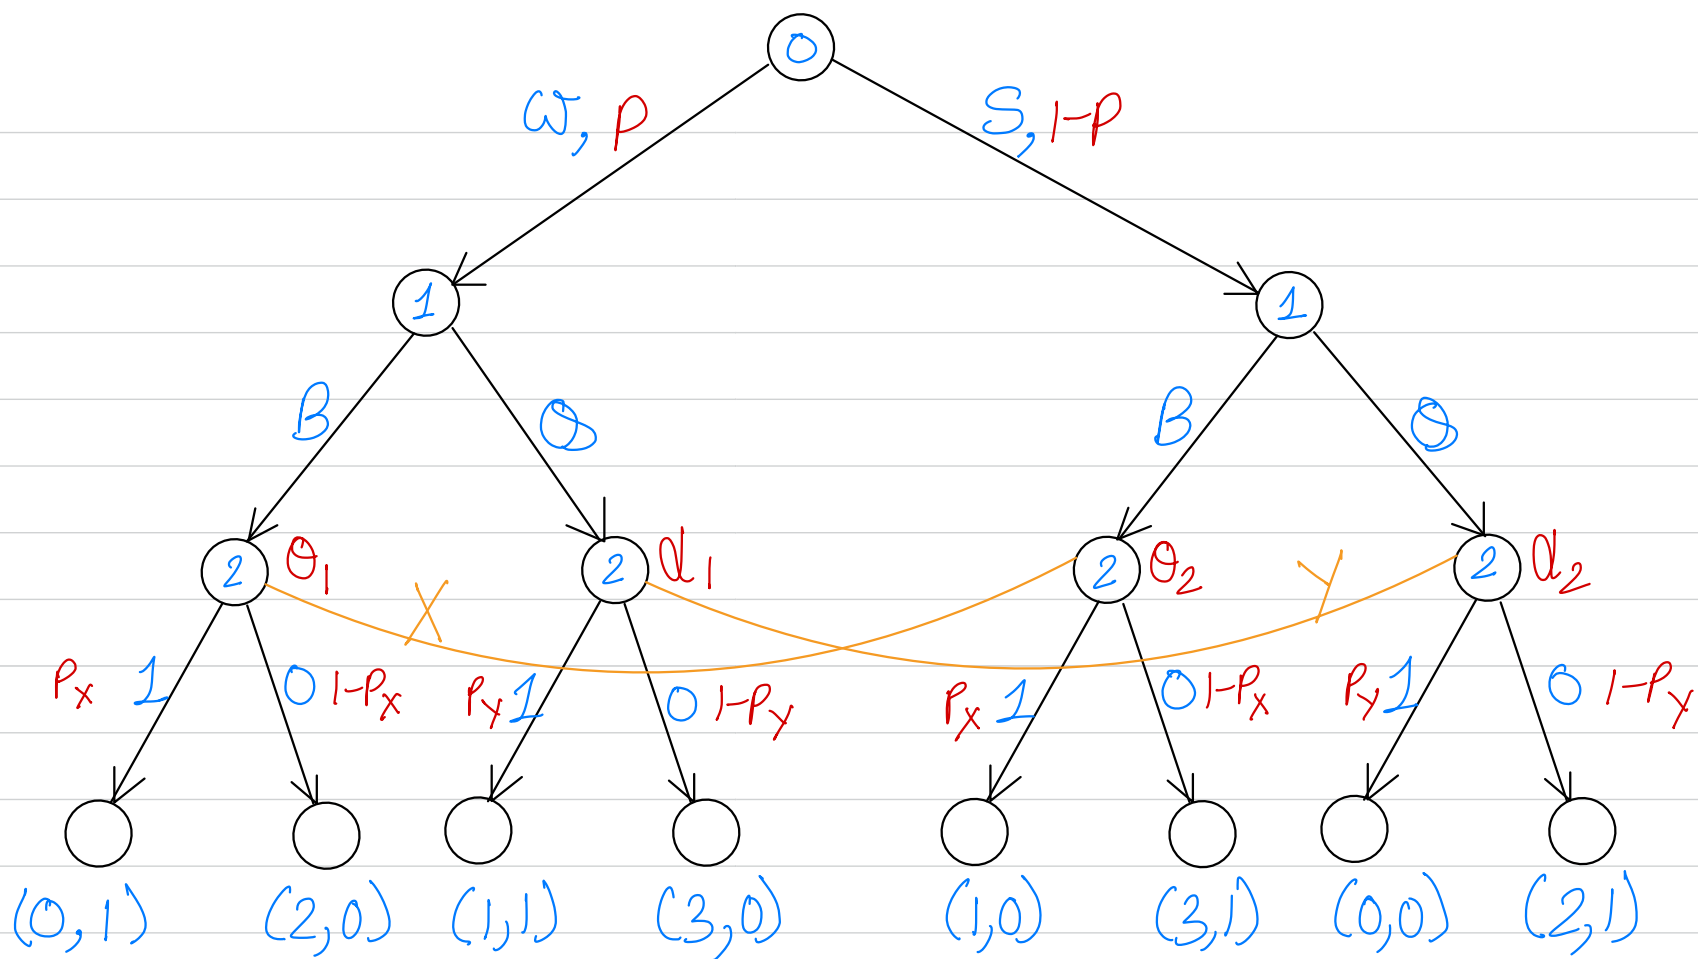 0
W, P S, 1-P
1 1
B Q B Q
2 θ1 2 α1 2 θ2 2 α2
X Y
Px 1 0 1-Px Py 1 0 1-Py Px 1 0 1-Px Py 1 0 1-Py
(0,1) (2,0) (1,1) (3,0) (1,0) (3,1) (0,0) (2,1)